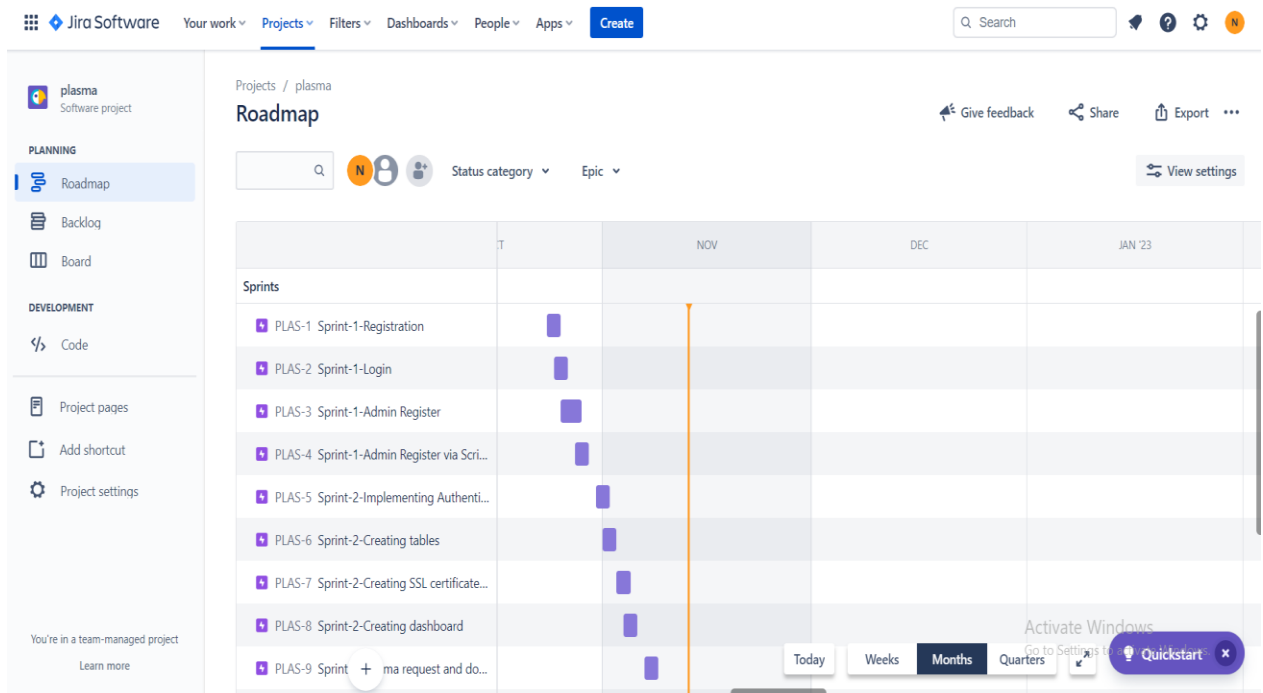 Jira Software Your work Projects Filters Dashboards People Apps Create Search N
plasma
Software project
PLANNING
Roadmap
Backlog
Board
DEVELOPMENT
Code
Project pages
Add shortcut
Project settings
You're in a team-managed project
Learn more
Projects / plasma
Roadmap
Give feedback Share Export
N Status category Epic View settings
T NOV DEC JAN '23
Sprints
PLAS-1 Sprint-1-Registration
PLAS-2 Sprint-1-Login
PLAS-3 Sprint-1-Admin Register
PLAS-4 Sprint-1-Admin Register via Scri...
PLAS-5 Sprint-2-Implementing Authenti...
PLAS-6 Sprint-2-Creating tables
PLAS-7 Sprint-2-Creating SSL certificate...
PLAS-8 Sprint-2-Creating dashboard
PLAS-9 Sprint ma request and do...
Activate Windows
Go to Settings to a
Today Weeks Months Quarters Quickstart